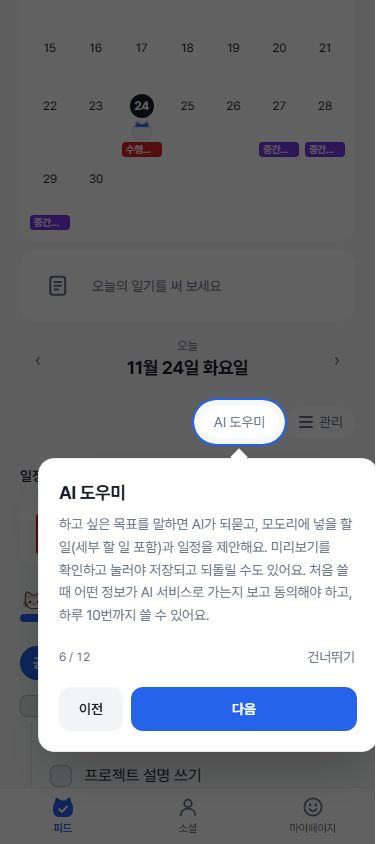 15 16 17 18 19 20 21
22 23 24 25 26 27 28
수행... 중간... 중간...
29 30
중간...
오늘의 일기를 써 보세요
오늘
‹ 11월 24일 화요일 ›
AI 도우미 관리
AI 도우미
하고 싶은 목표를 말하면 AI가 되묻고, 모도리에 넣을 할
일(세부 할 일 포함)과 일정을 제안해요. 미리보기를
확인하고 눌러야 저장되고 되돌릴 수도 있어요. 처음 쓸
때 어떤 정보가 AI 서비스로 가는지 보고 동의해야 하고,
하루 10번까지 쓸 수 있어요.
6 / 12 건너뛰기
이전 다음
프로젝트 설명 쓰기
피드 소셜 마이페이지